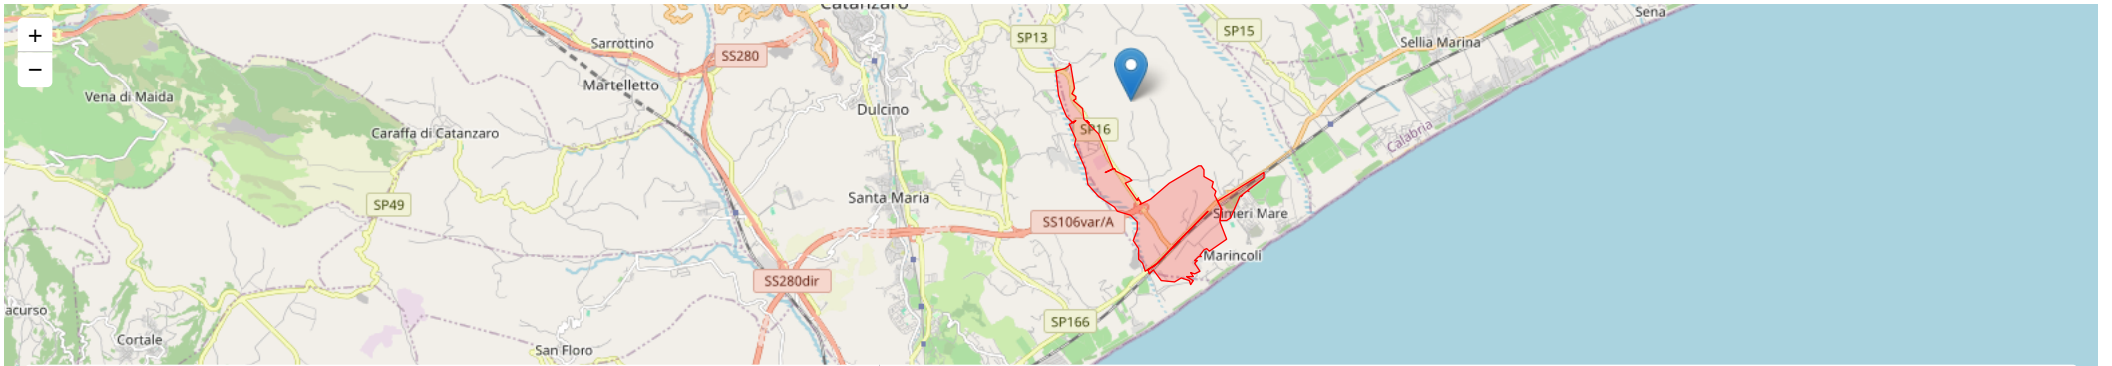 Catanzaro
Sena
+
SP13
SP15
Sarrottino
Sellia Marina
SS280
−
Martelletto
Vena di Maida
Dulcino
SP16
Caraffa di Catanzaro
Calabria
Santa Maria
SP49
Simeri Mare
SS106var/A
Marincoli
SS280dir
acurso
SP166
Cortale
San Floro